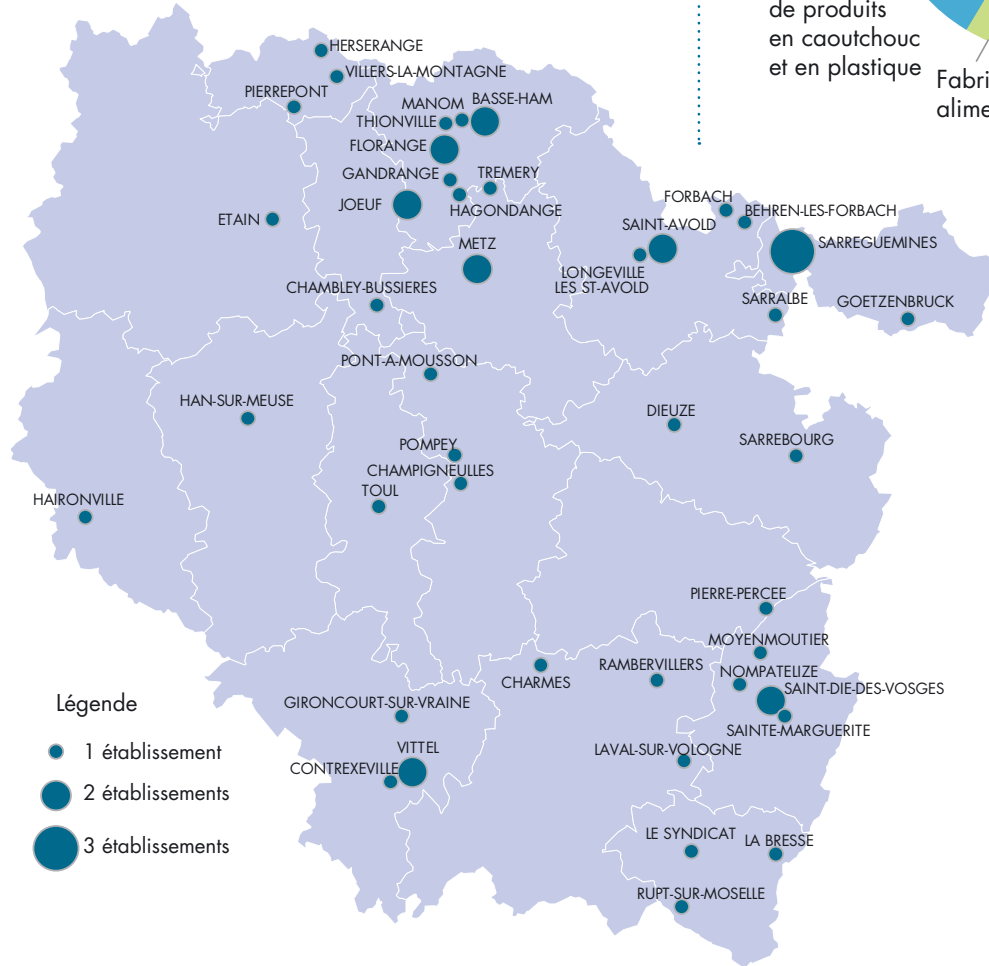 de produits
en caoutchouc
et en plastique
Fabri
alime
HERSERANGE
VILLERS-LA-MONTAGNE
PIERREPONT
MANOM
BASSE-HAM
THIONVILLE
FLORANGE
GANDRANGE
TREMERY
JOEUF
HAGONDANGE
ETAIN
METZ
CHAMBLEY-BUSSIERES
FORBACH
BEHREN-LES-FORBACH
SAINT-AVOLD
SARREGUEMINES
LONGEVILLE
LES ST-AVOLD
SARRALBE
GOETZENBRUCK
PONT-A-MOUSSON
HAN-SUR-MEUSE
DIEUZE
SARREBOURG
POMPEY
CHAMPIGNEULLES
TOUL
HAIRONVILLE
PIERRE-PERCEE
MOYENMOUTIER
RAMBERVILLERS
NOMPATELIZE
CHARMES
SAINT-DIE-DES-VOSGES
SAINTE-MARGUERITE
GIRONCOURT-SUR-VRAINE
LAVAL-SUR-VOLOGNE
VITTEL
CONTREXEVILLE
LE SYNDICAT
LA BRESSE
RUPT-SUR-MOSELLE
Légende
1 établissement
2 établissements
3 établissements